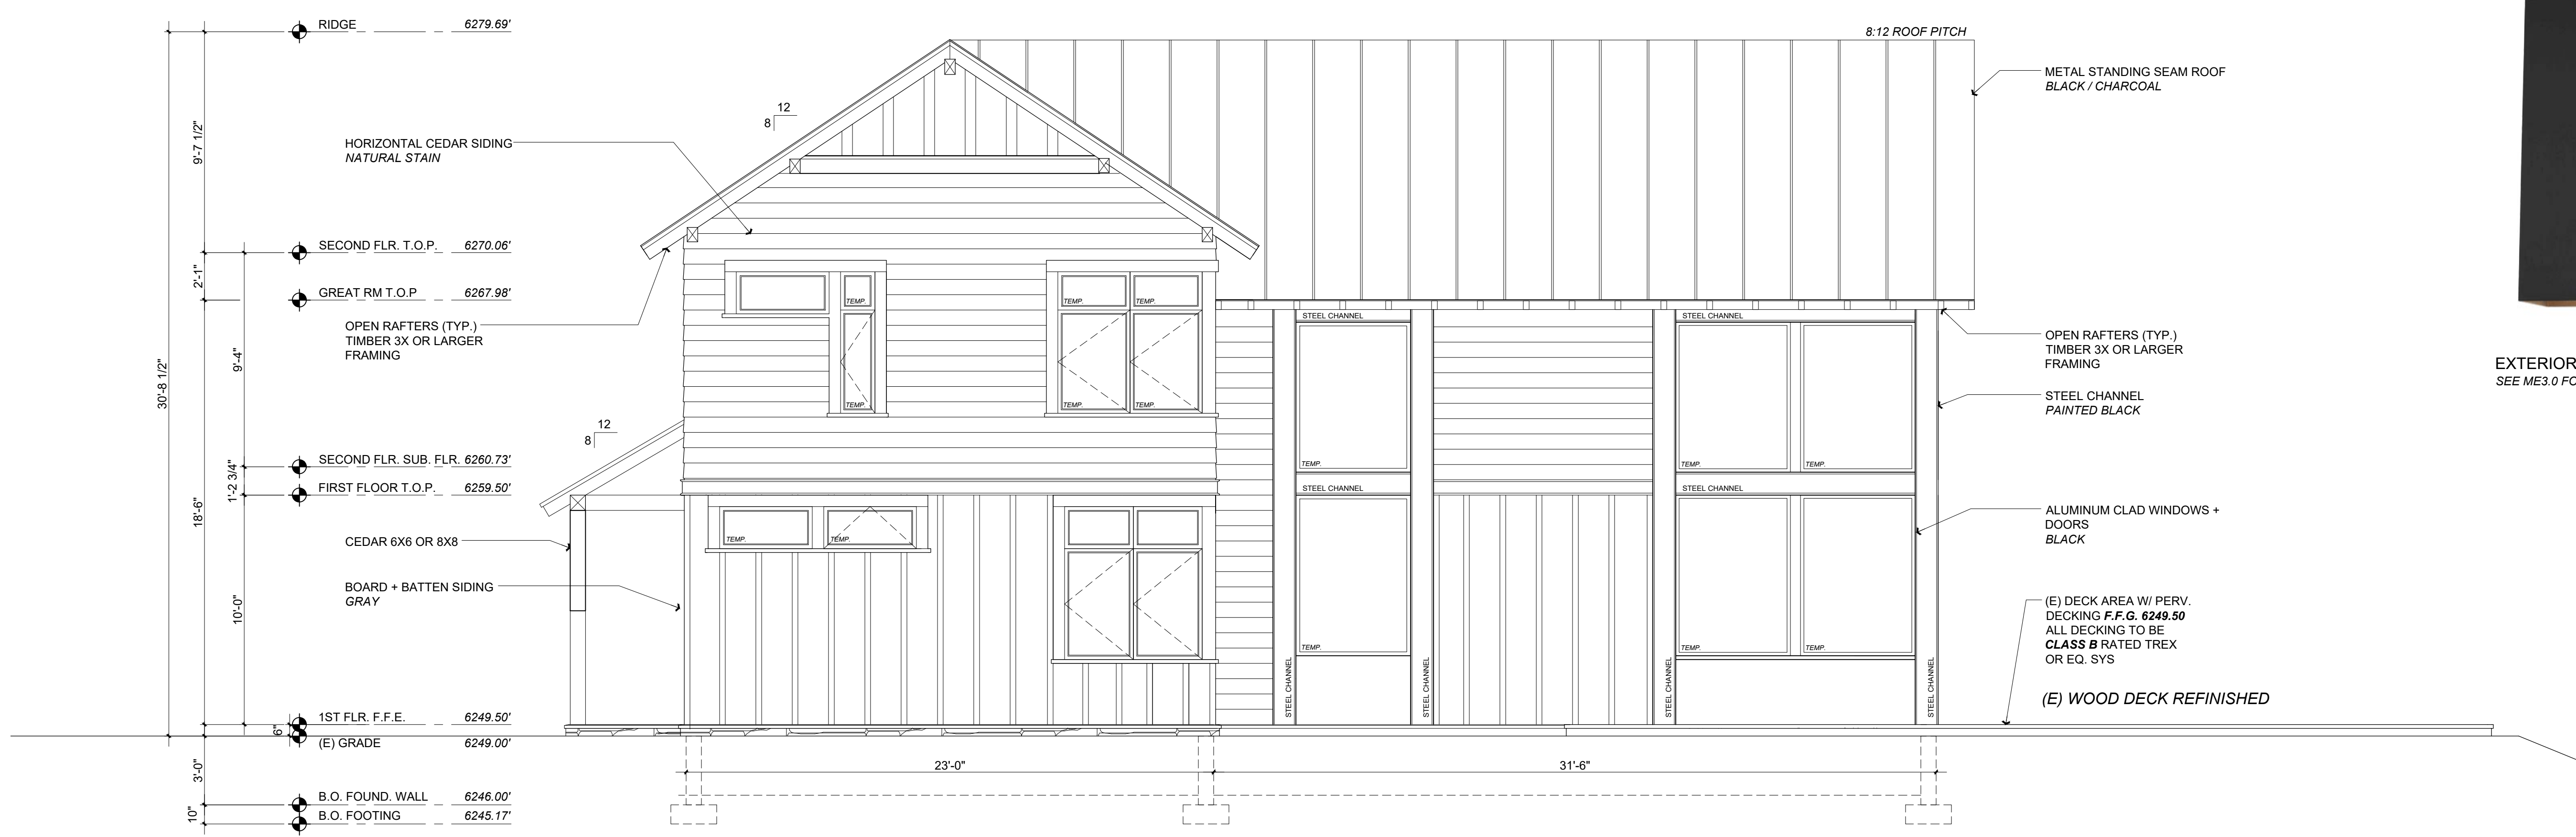 RIDGE 6279.69'
8:12 ROOF PITCH
METAL STANDING SEAM ROOF
BLACK / CHARCOAL
12
8
9'-7 1/2"
HORIZONTAL CEDAR SIDING
NATURAL STAIN
SECOND FLR. T.O.P. 6270.06'
2'-1"
GREAT RM T.O.P 6267.98'
TEMP.
TEMP.
TEMP.
STEEL CHANNEL
STEEL CHANNEL
OPEN RAFTERS (TYP.)
TIMBER 3X OR LARGER
FRAMING
OPEN RAFTERS (TYP.)
TIMBER 3X OR LARGER
FRAMING
9'-4"
30'-8 1/2"
EXTERIOR
SEE ME3.0 FO
STEEL CHANNEL
PAINTED BLACK
TEMP.
TEMP.
TEMP.
12
8
SECOND FLR. SUB. FLR. 6260.73'
TEMP.
TEMP.
TEMP.
1'-2 3/4"
FIRST FLOOR T.O.P. 6259.50'
STEEL CHANNEL
STEEL CHANNEL
18'-6"
ALUMINUM CLAD WINDOWS +
DOORS
BLACK
CEDAR 6X6 OR 8X8
TEMP.
TEMP.
BOARD + BATTEN SIDING
GRAY
10'-0"
(E) DECK AREA W/ PERV.
DECKING F.F.G. 6249.50
ALL DECKING TO BE
CLASS B RATED TREX
OR EQ. SYS
TEMP.
TEMP.
TEMP.
STEEL CHANNEL
STEEL CHANNEL
STEEL CHANNEL
STEEL CHANNEL
(E) WOOD DECK REFINISHED
1ST FLR. F.F.E. 6249.50'
6"
(E) GRADE 6249.00'
3'-0"
23'-0"
31'-6"
B.O. FOUND. WALL 6246.00'
10"
B.O. FOOTING 6245.17'